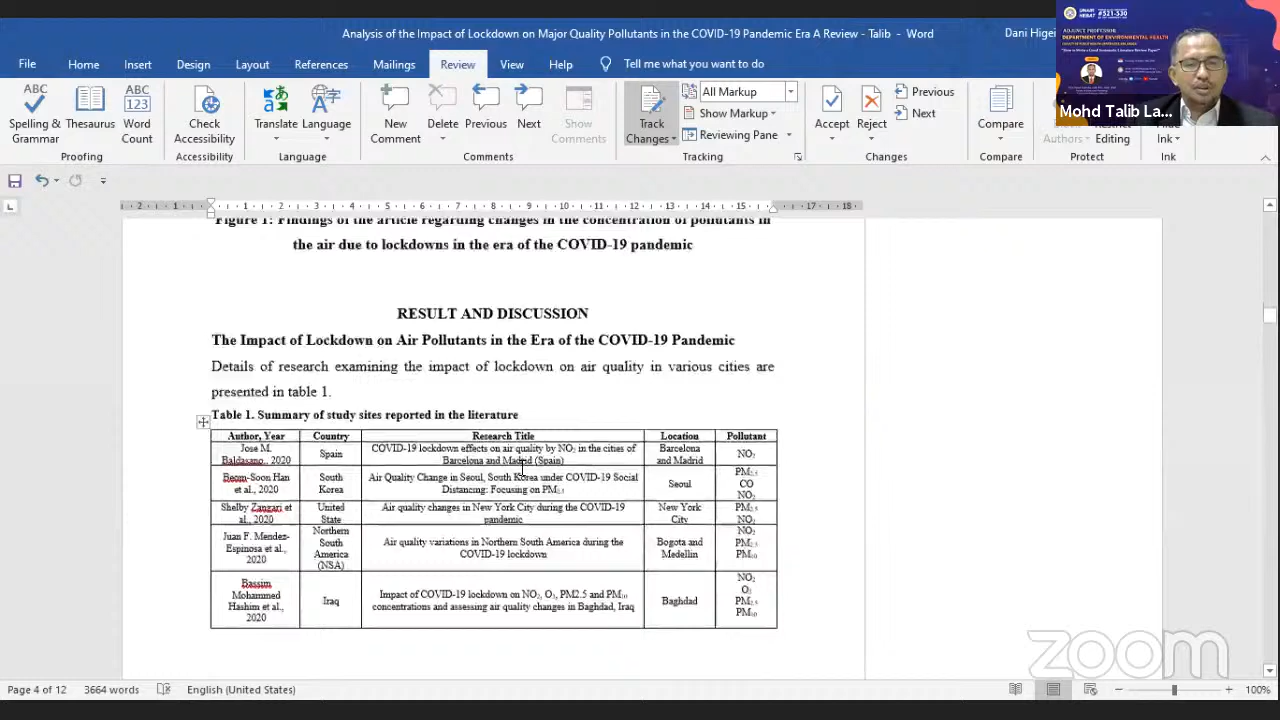 Analysis of the Impact of Lockdown on Major Quality Pollutants in the COVID-19 Pandemic Era A Review - Talib - Word
Dani Higei
UNAIR HEBAT #521-530
ADJUNCT PROFESSOR
DEPARTMENT OF ENVIRONMENTAL HEALTH
Mohd Talib La...
File Home Insert Design Layout References Mailings Review View Help Tell me what you want to do
Spelling & Grammar
Thesaurus
Word Count
Proofing
Check Accessibility
Accessibility
Translate
Language
Language
New Comment
Delete
Previous
Next
Show Comments
Comments
Track Changes
All Markup
Show Markup
Reviewing Pane
Tracking
Accept
Reject
Previous
Next
Changes
Compare
Compare
Authors
Editing
Protect
Ink
Ink
Figure 1: Findings of the article regarding changes in the concentration of pollutants in
the air due to lockdowns in the era of the COVID-19 pandemic
RESULT AND DISCUSSION
The Impact of Lockdown on Air Pollutants in the Era of the COVID-19 Pandemic
Details of research examining the impact of lockdown on air quality in various cities are
presented in table 1.
Table 1. Summary of study sites reported in the literature
Author, Year Country Research Title Location Pollutant
Jose M. Baldasano., 2020 Spain COVID-19 lockdown effects on air quality by NO₂ in the cities of Barcelona and Madrid (Spain) Barcelona and Madrid NO₂
Beom-Soon Han et al., 2020 South Korea Air Quality Change in Seoul, South Korea under COVID-19 Social Distancing: Focusing on PM₂.₅ Seoul PM₂.₅ CO NO₂
Shelby Zangari et al., 2020 United State Air quality changes in New York City during the COVID-19 pandemic New York City PM₂.₅ NO₂
Juan F. Mendez-Espinosa et al., 2020 Northern South America (NSA) Air quality variations in Northern South America during the COVID-19 lockdown Bogota and Medellin NO₂ PM₂.₅ PM₁₀
Bassim Mohammed Hashim et al., 2020 Iraq Impact of COVID-19 lockdown on NO₂, O₃, PM2.5 and PM₁₀ concentrations and assessing air quality changes in Baghdad, Iraq Baghdad NO₂ O₃ PM₂.₅ PM₁₀
zoom
Page 4 of 12 3664 words English (United States) 100%